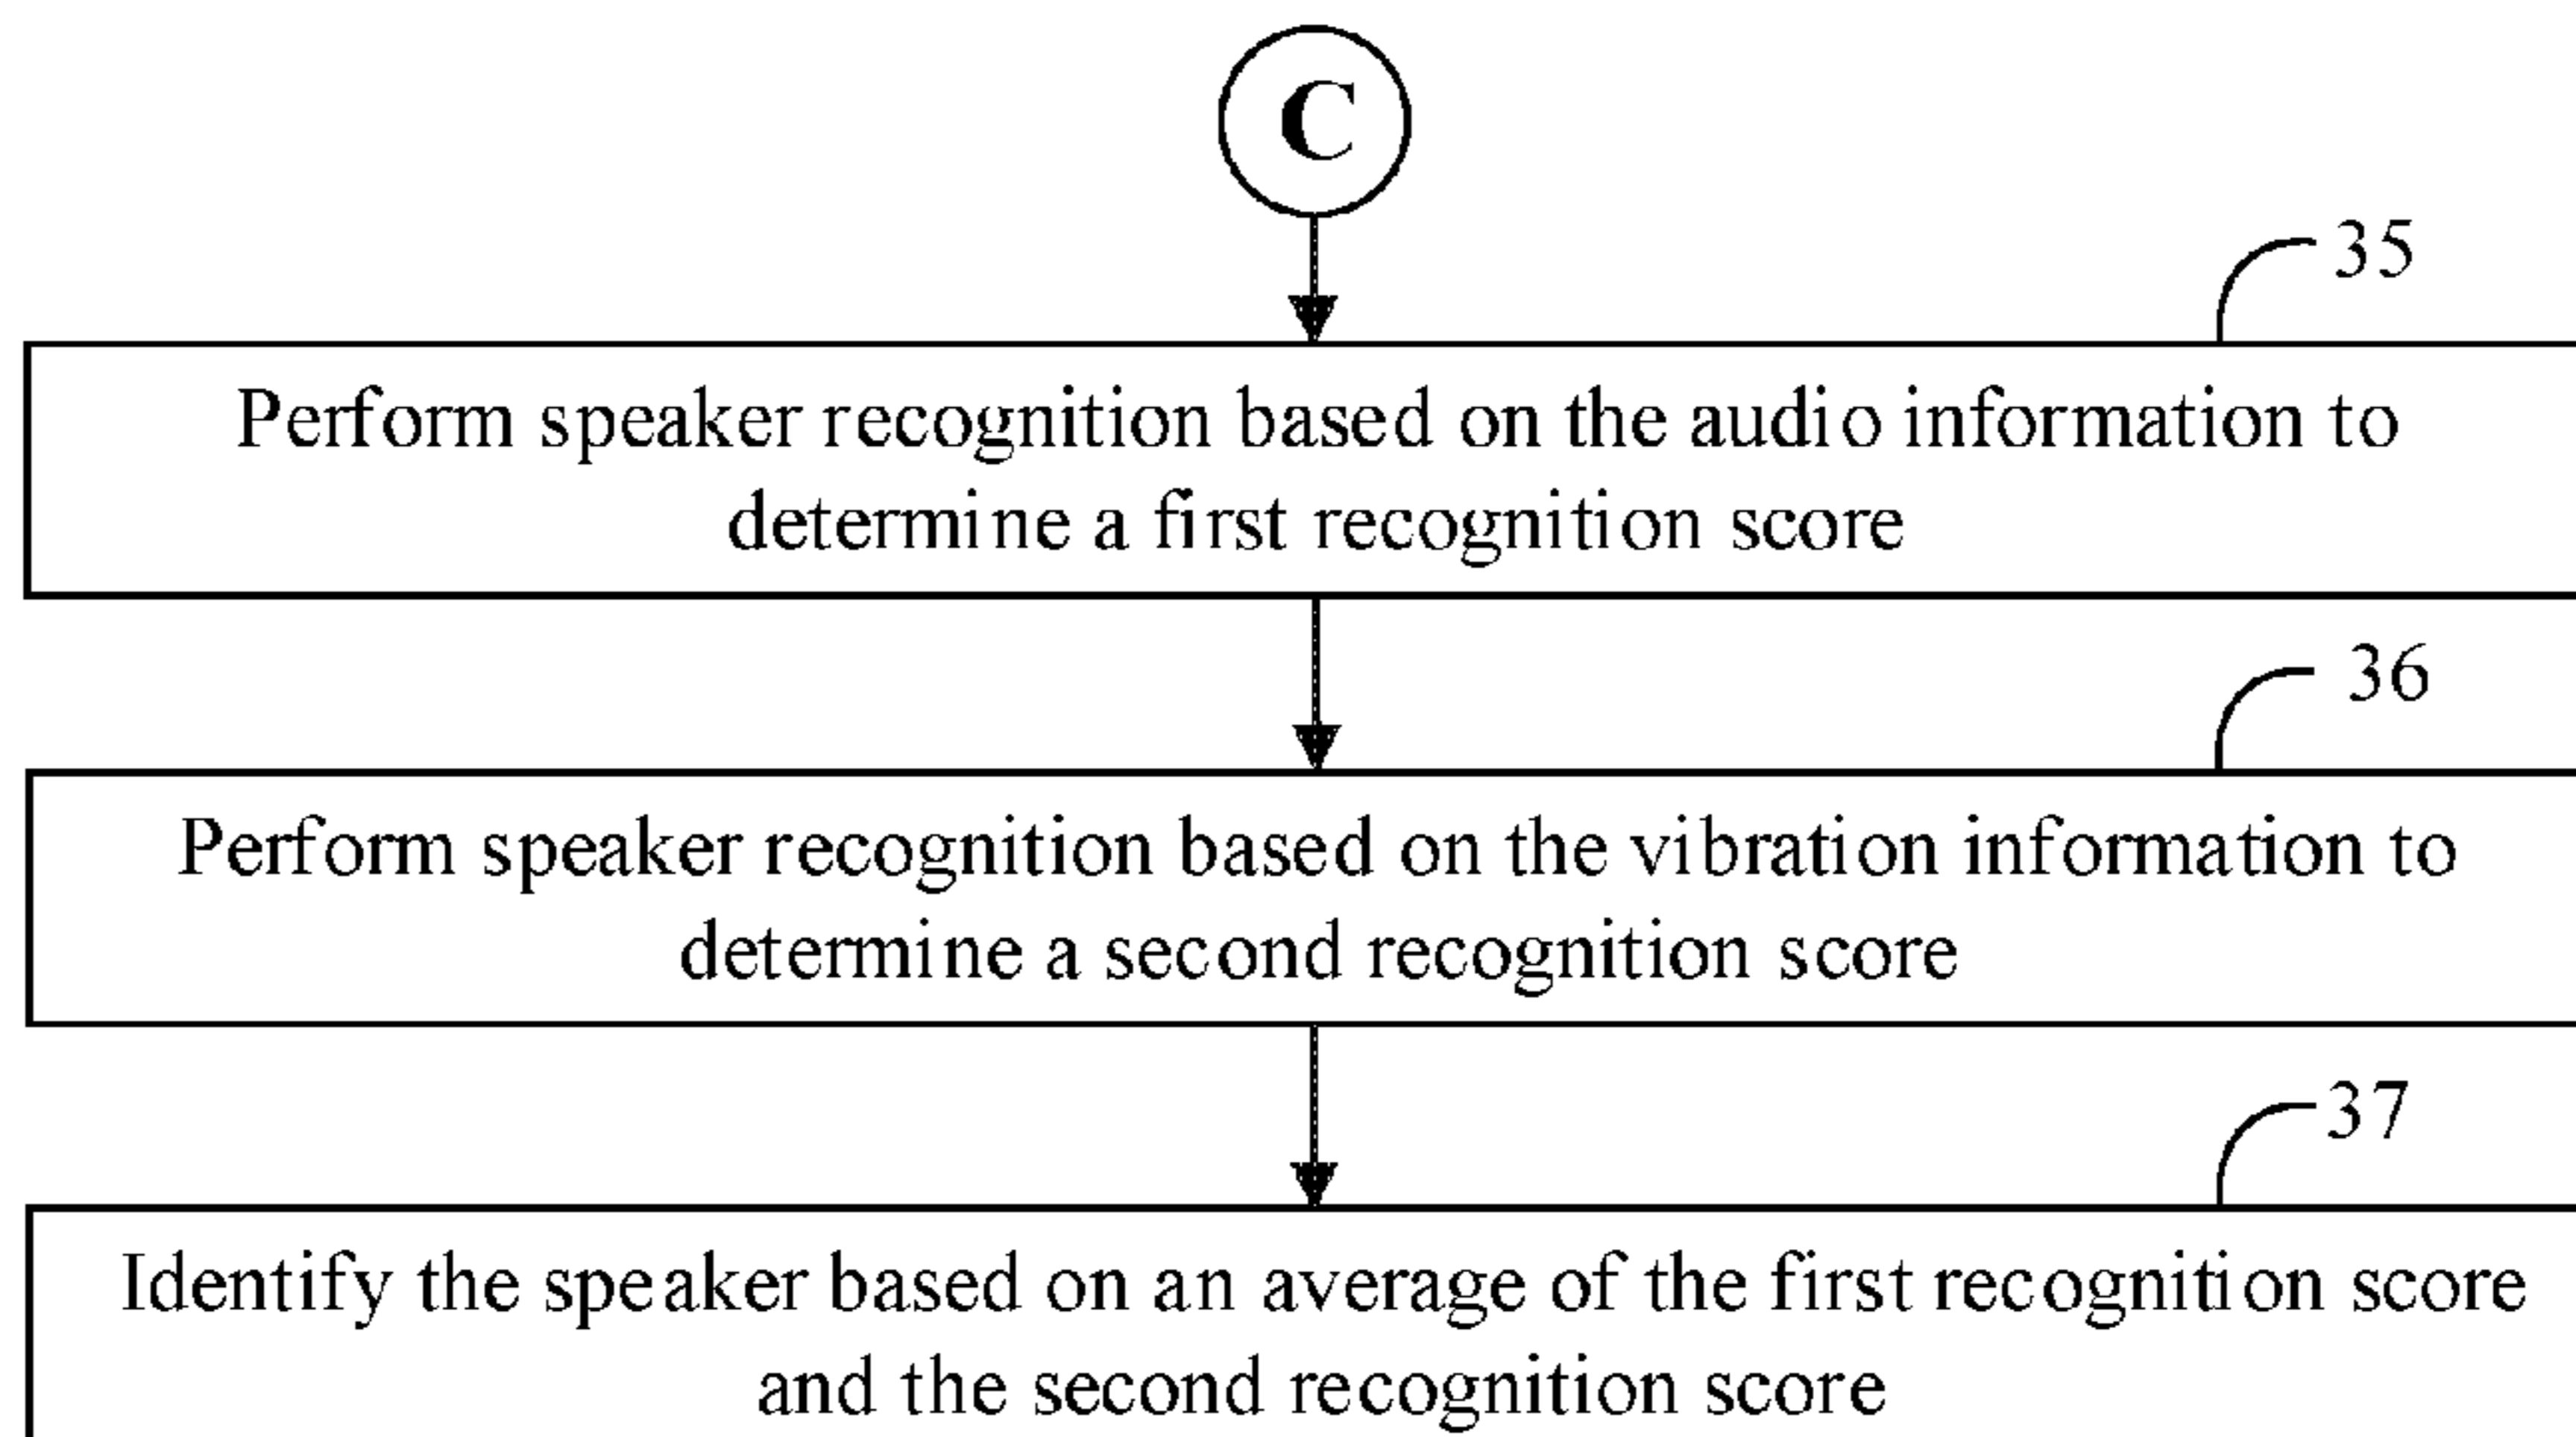 C
35
Perform speaker recognition based on the audio information to
determine a first recognition score
36
Perform speaker recognition based on the vibration information to
determine a second recognition score
37
Identify the speaker based on an average of the first recognition score
and the second recognition score